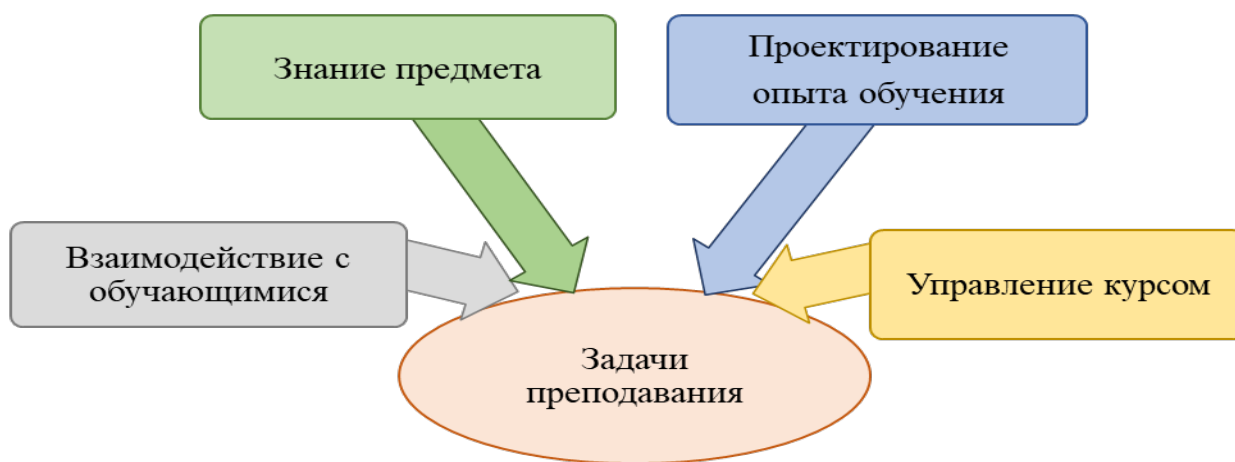 Знание предмета
Проектирование
опыта обучения
Взаимодействие с
обучающимися
Управление курсом
Задачи
преподавания